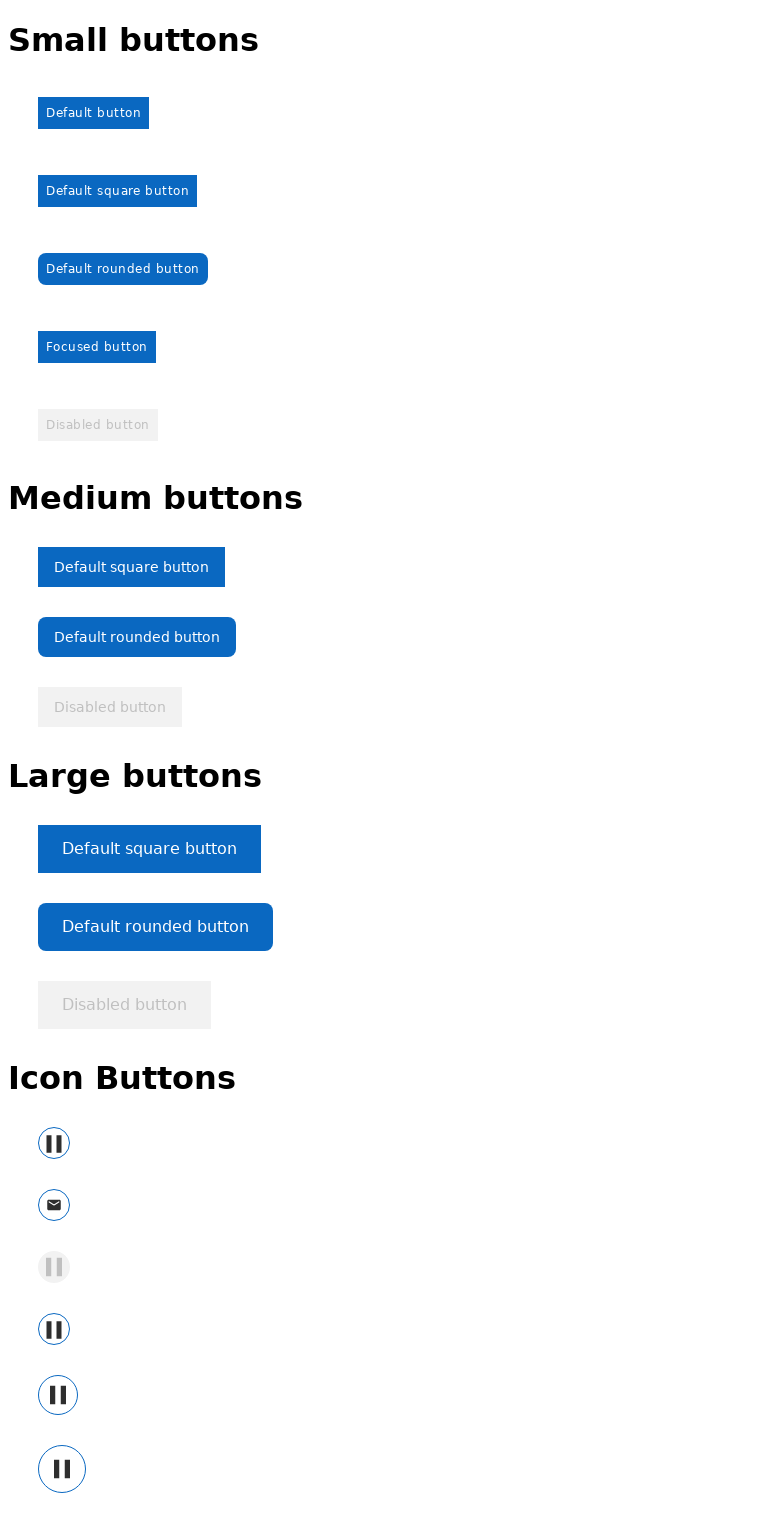 Small buttons
Default button
Default square button
Default rounded button
Focused button
Disabled button
Medium buttons
Default square button
Default rounded button
Disabled button
Large buttons
Default square button
Default rounded button
Disabled button
Icon Buttons